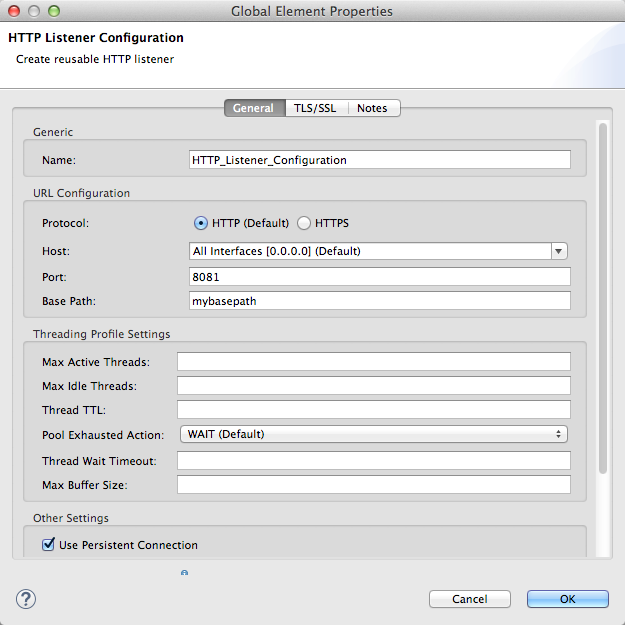 Global Element Properties
HTTP Listener Configuration
Create reusable HTTP listener
General TLS/SSL Notes
Generic
Name: HTTP_Listener_Configuration
URL Configuration
Protocol: HTTP (Default) HTTPS
Host: All Interfaces [0.0.0.0] (Default)
Port: 8081
Base Path: mybasepath
Threading Profile Settings
Max Active Threads:
Max Idle Threads:
Thread TTL:
Pool Exhausted Action: WAIT (Default)
Thread Wait Timeout:
Max Buffer Size:
Other Settings
Use Persistent Connection
? Cancel OK